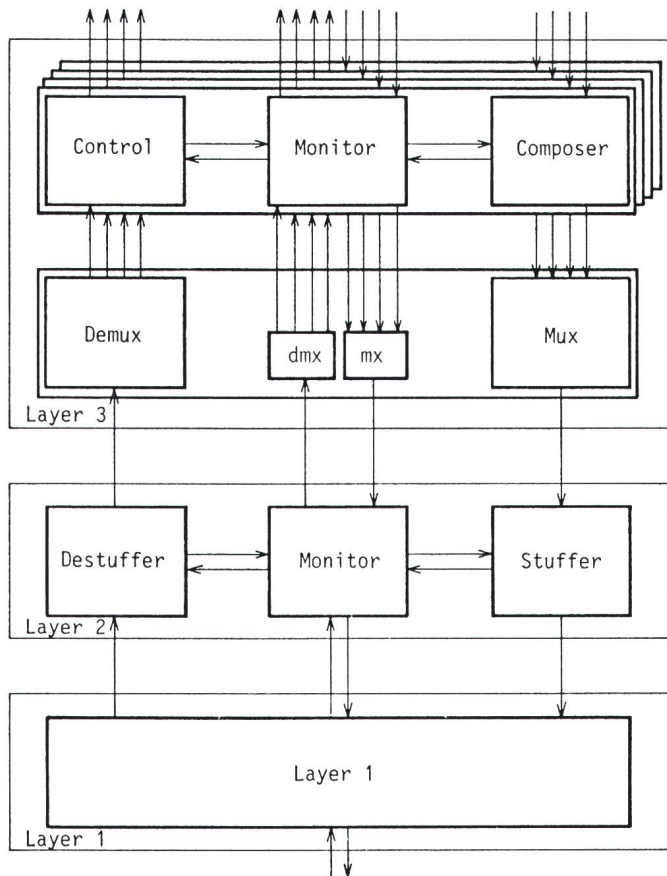 Control
Monitor
Composer
Demux
dmx
mx
Mux
Layer 3
Destuffer
Monitor
Stuffer
Layer 2
Layer 1
Layer 1